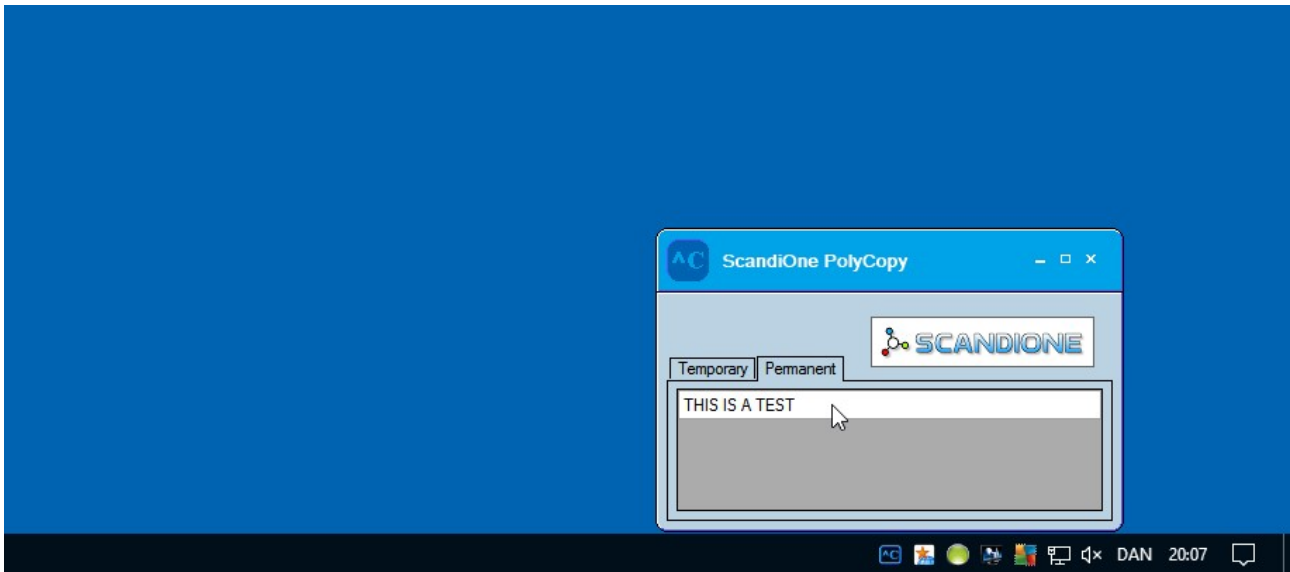 ^C ScandiOne PolyCopy
SCANDIONE
Temporary Permanent
THIS IS A TEST
^C DAN 20:07